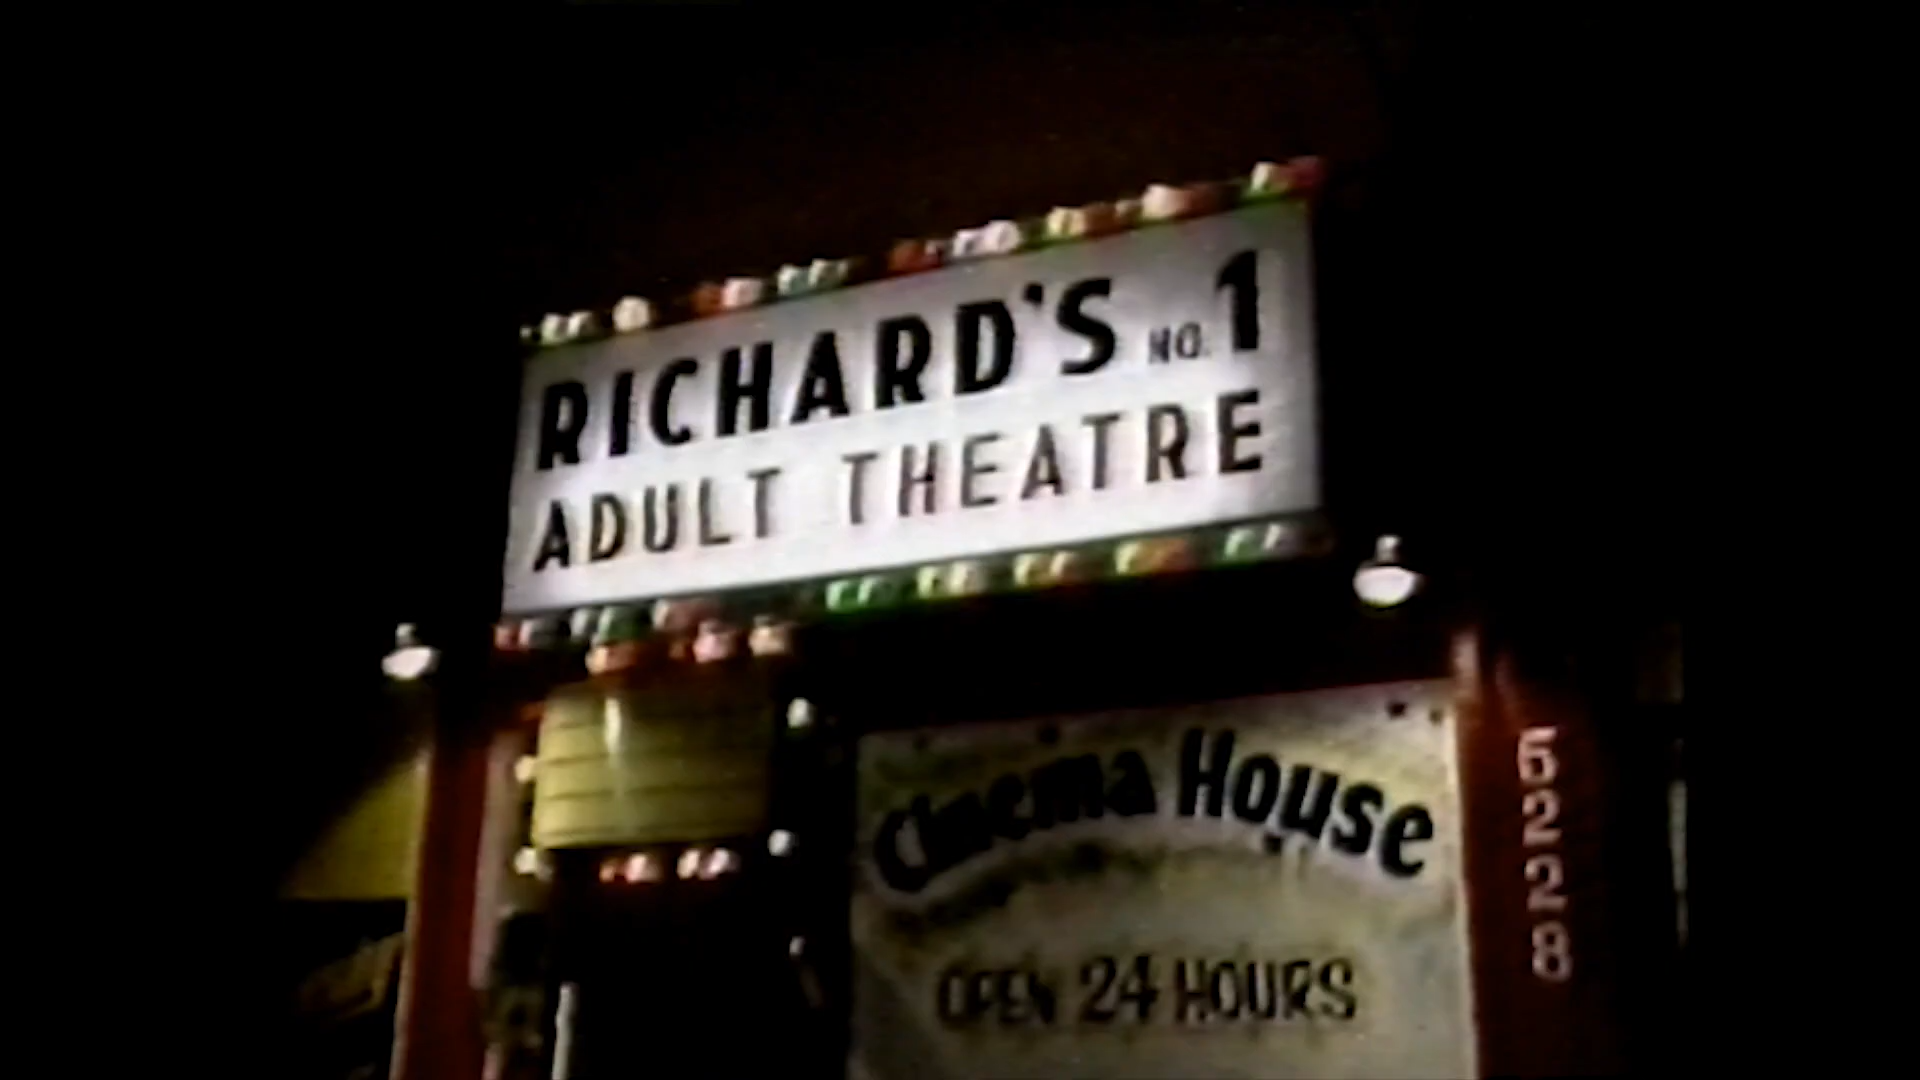 RICHARD'S NO. 1
ADULT THEATRE
Cinema House
OPEN 24 HOURS
5228